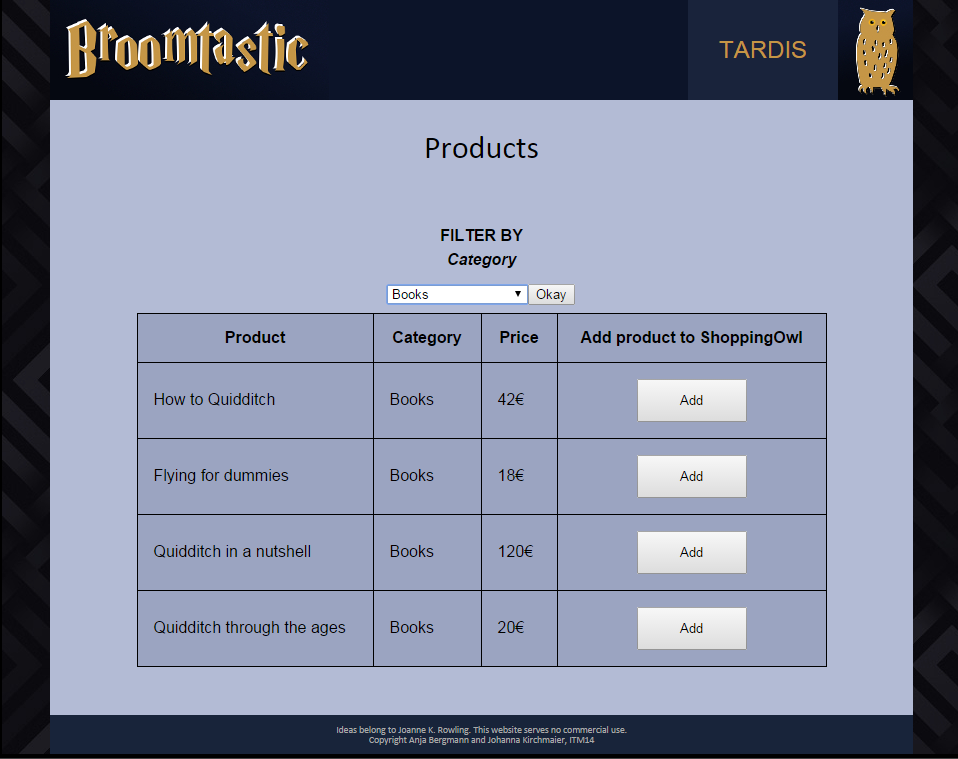 Broomtastic
TARDIS
Products
FILTER BY
Category
Books Okay
Product Category Price Add product to ShoppingOwl
How to Quidditch Books 42€ Add
Flying for dummies Books 18€ Add
Quidditch in a nutshell Books 120€ Add
Quidditch through the ages Books 20€ Add
Ideas belong to Joanne K. Rowling. This website serves no commercial use.
Copyright Anja Bergmann and Johanna Kirchmaier, ITM14